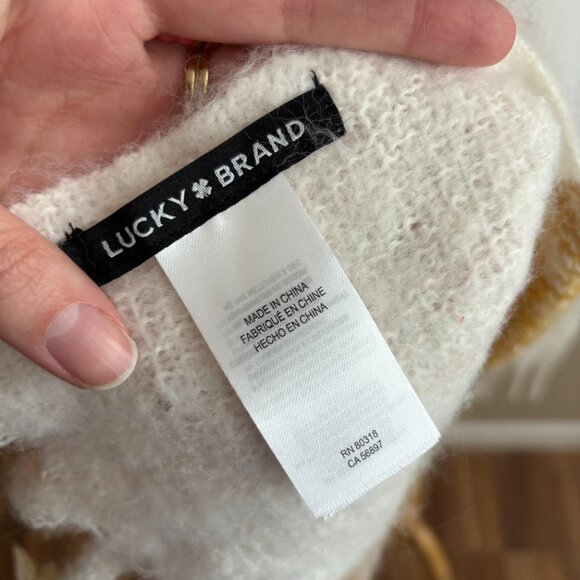 LUCKY BRAND
MADE IN CHINA
FABRIQUÉ EN CHINE
HECHO EN CHINA
RN 80318
CA 56897